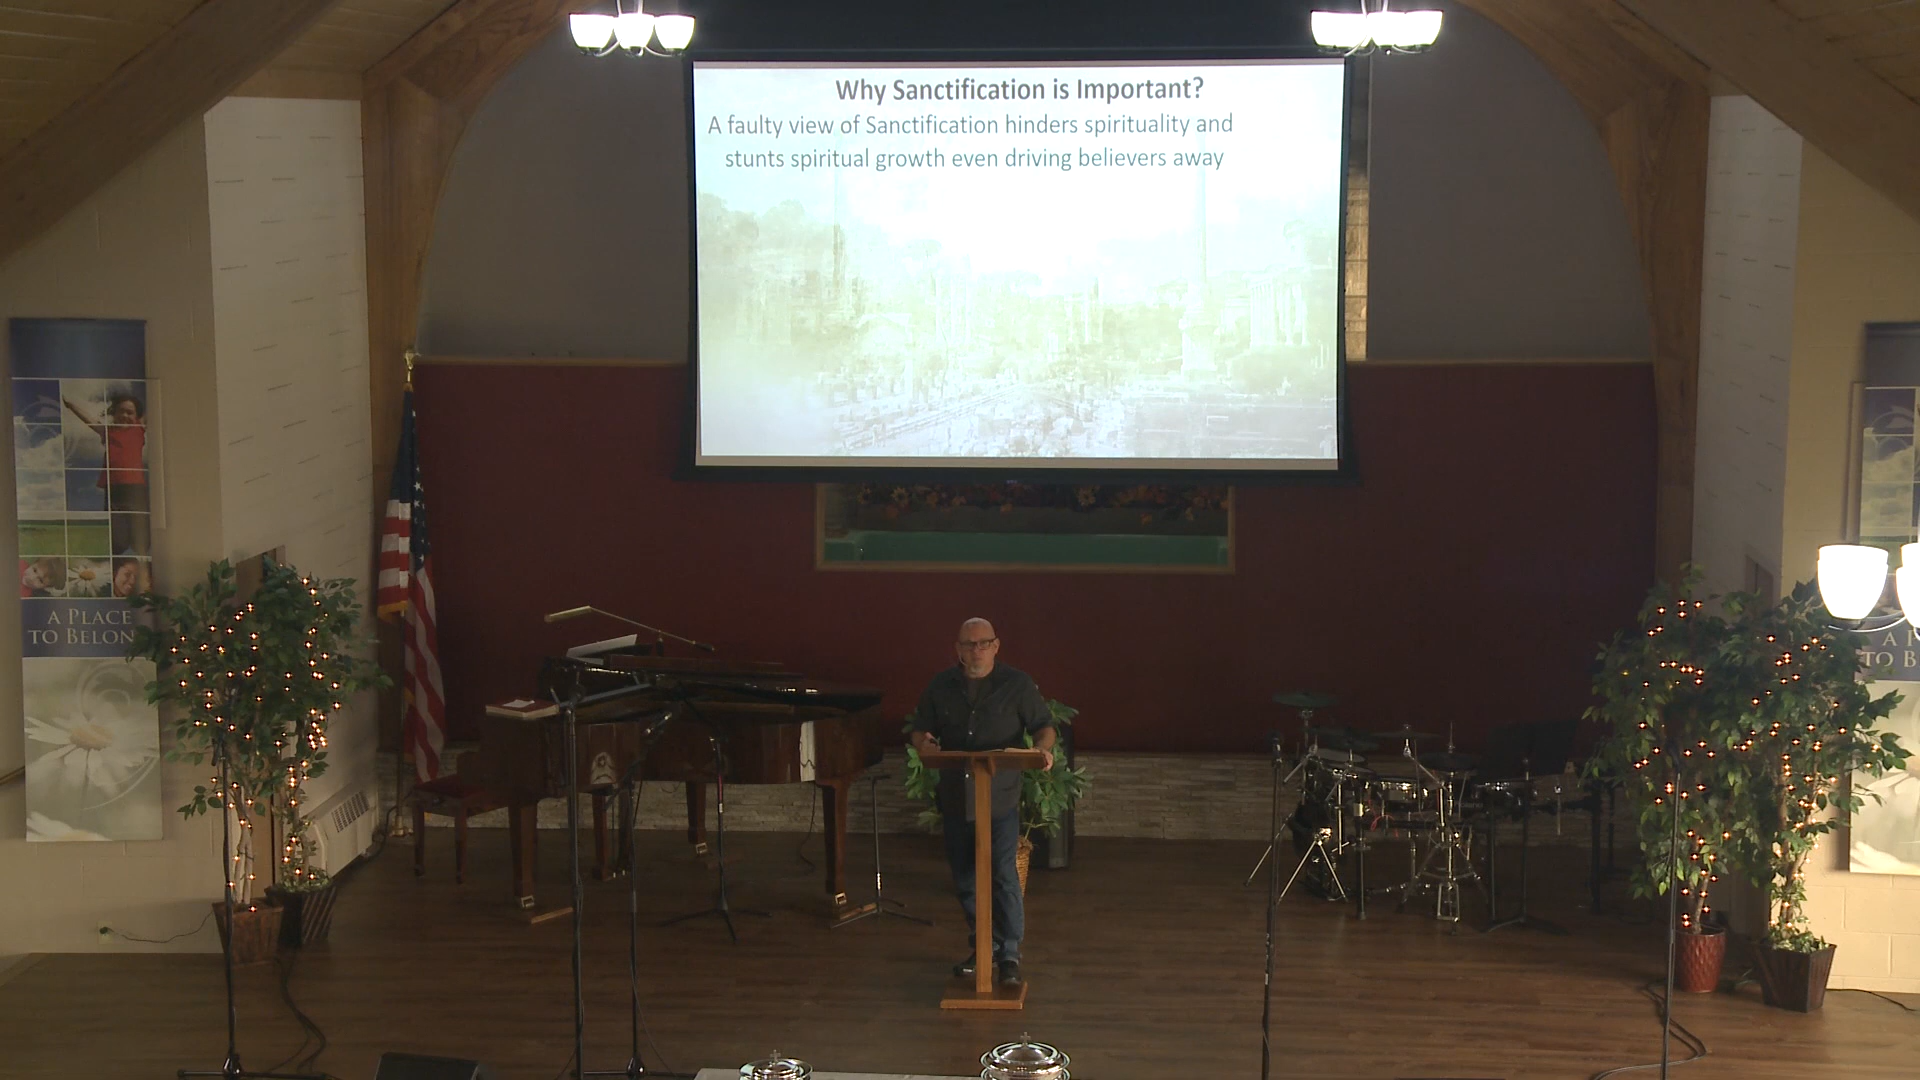 Why Sanctification is Important?
A faulty view of Sanctification hinders spirituality and
stunts spiritual growth even driving believers away
A PLACE
TO BELON
A P
TO B